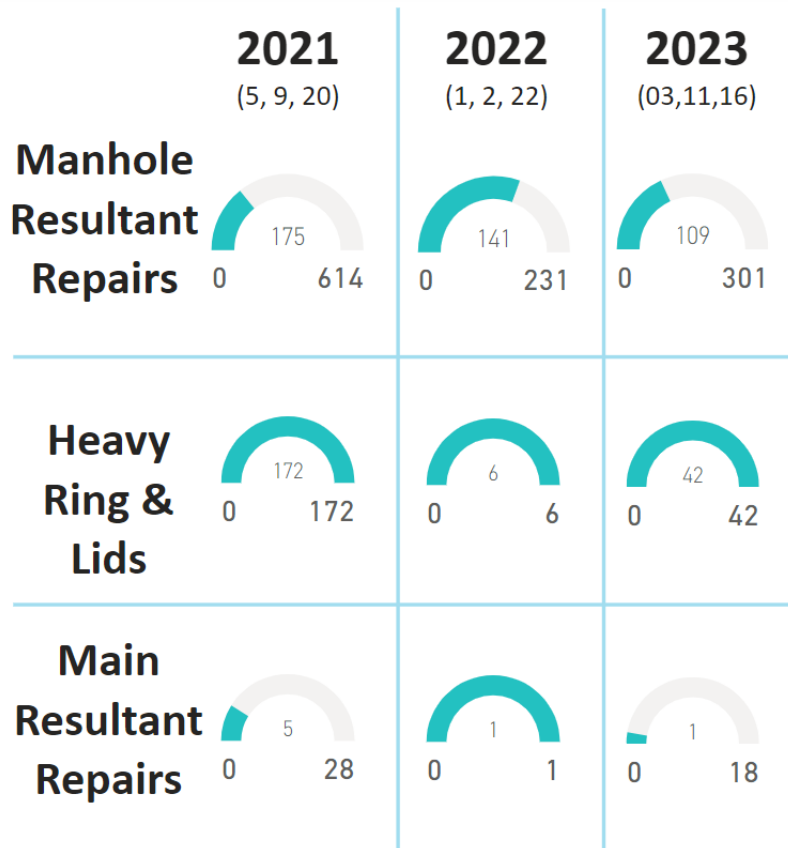 2021 2022 2023
(5, 9, 20) (1, 2, 22) (03,11,16)
Manhole
Resultant
Repairs
175 141 109
0 614 0 231 0 301
Heavy
Ring &
Lids
172 6 42
0 172 0 6 0 42
Main
Resultant
Repairs
5 1 1
0 28 0 1 0 18